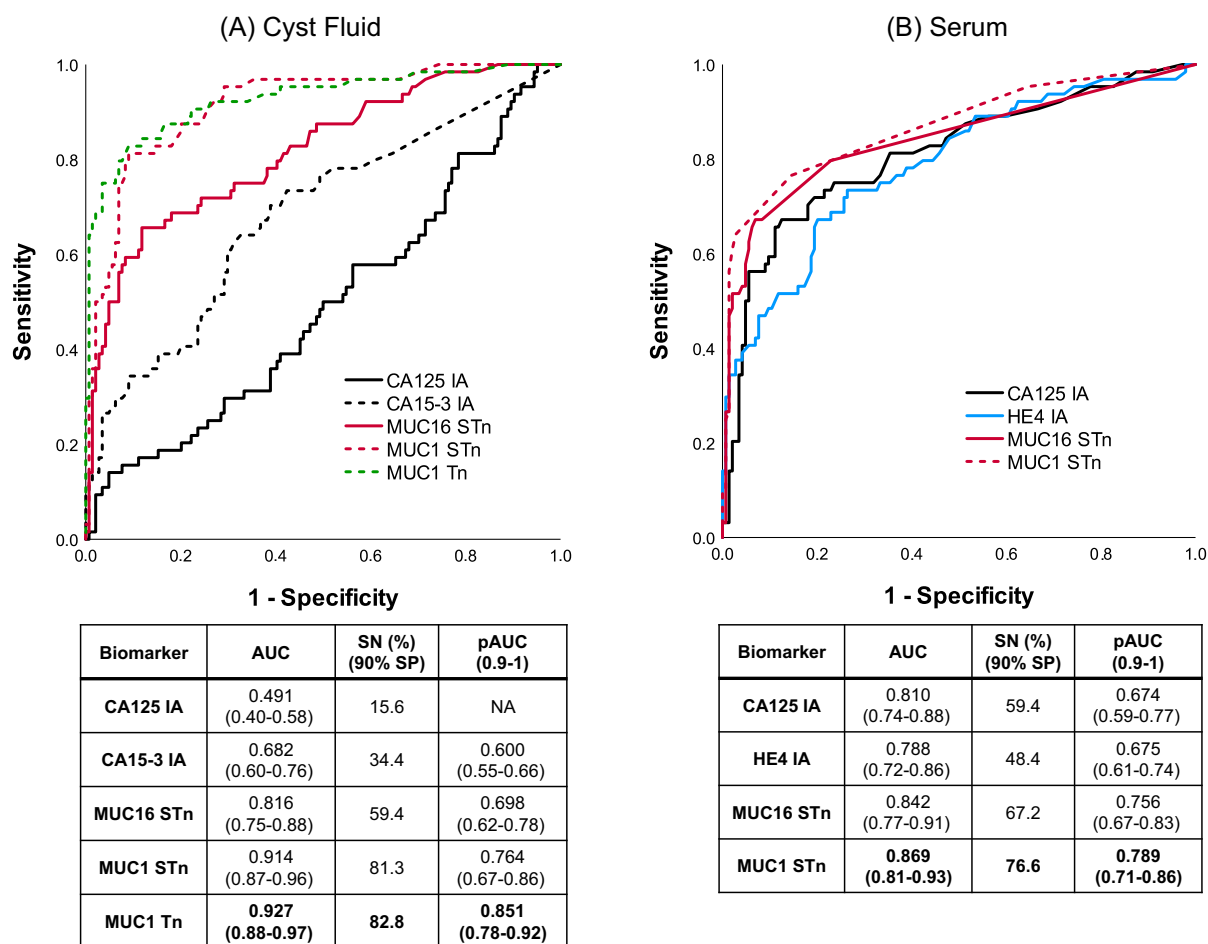 (A) Cyst Fluid
1.0
0.8
0.6
0.4
0.2
0.0
0.0 0.2 0.4 0.6 0.8 1.0
Sensitivity
1 - Specificity
CA125 IA
CA15-3 IA
MUC16 STn
MUC1 STn
MUC1 Tn
Biomarker AUC SN (%) (90% SP) pAUC (0.9-1)
CA125 IA 0.491 (0.40-0.58) 15.6 NA
CA15-3 IA 0.682 (0.60-0.76) 34.4 0.600 (0.55-0.66)
MUC16 STn 0.816 (0.75-0.88) 59.4 0.698 (0.62-0.78)
MUC1 STn 0.914 (0.87-0.96) 81.3 0.764 (0.67-0.86)
MUC1 Tn 0.927 (0.88-0.97) 82.8 0.851 (0.78-0.92)
(B) Serum
1.0
0.8
0.6
0.4
0.2
0.0
0.0 0.2 0.4 0.6 0.8 1.0
Sensitivity
1 - Specificity
CA125 IA
HE4 IA
MUC16 STn
MUC1 STn
Biomarker AUC SN (%) (90% SP) pAUC (0.9-1)
CA125 IA 0.810 (0.74-0.88) 59.4 0.674 (0.59-0.77)
HE4 IA 0.788 (0.72-0.86) 48.4 0.675 (0.61-0.74)
MUC16 STn 0.842 (0.77-0.91) 67.2 0.756 (0.67-0.83)
MUC1 STn 0.869 (0.81-0.93) 76.6 0.789 (0.71-0.86)